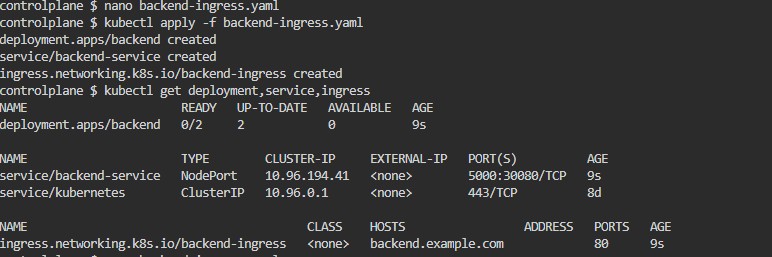 controlplane $ nano backend-ingress.yaml
controlplane $ kubectl apply -f backend-ingress.yaml
deployment.apps/backend created
service/backend-service created
ingress.networking.k8s.io/backend-ingress created
controlplane $ kubectl get deployment,service,ingress
NAME READY UP-TO-DATE AVAILABLE AGE
deployment.apps/backend 0/2 2 0 9s
NAME TYPE CLUSTER-IP EXTERNAL-IP PORT(S) AGE
service/backend-service NodePort 10.96.194.41 <none> 5000:30080/TCP 9s
service/kubernetes ClusterIP 10.96.0.1 <none> 443/TCP 8d
NAME CLASS HOSTS ADDRESS PORTS AGE
ingress.networking.k8s.io/backend-ingress <none> backend.example.com 80 9s